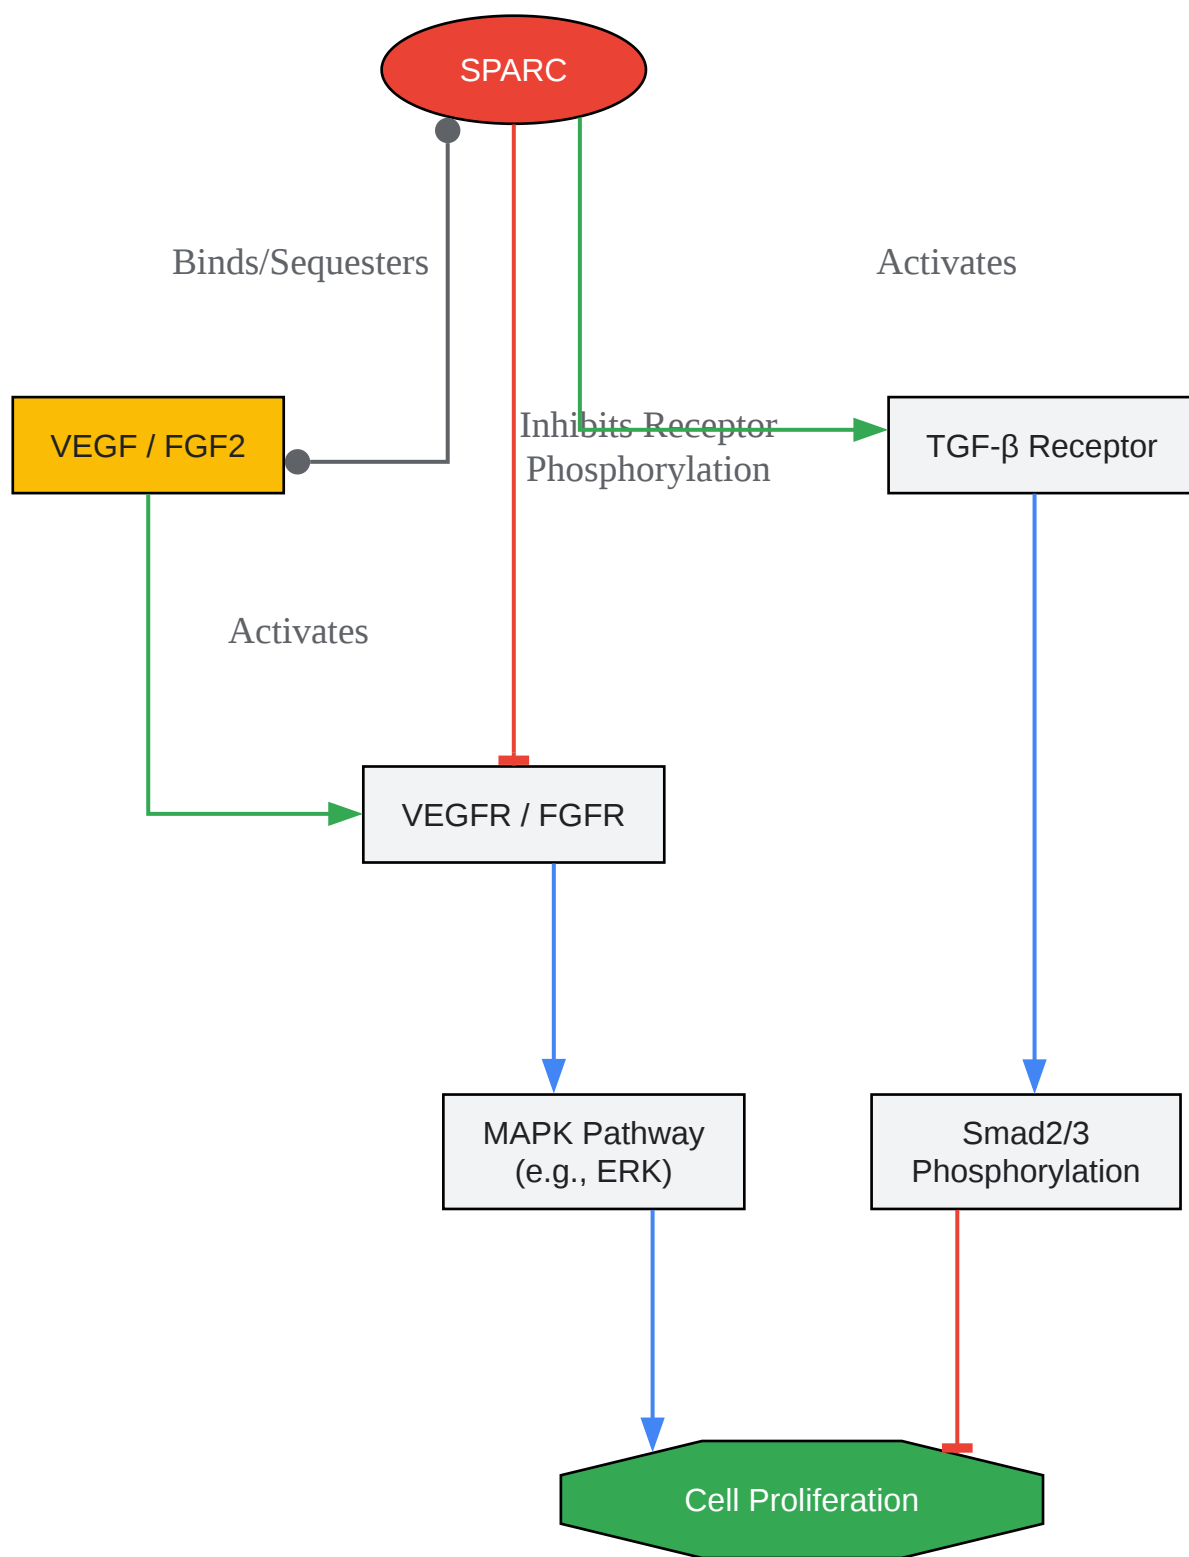 SPARC
Binds/Sequesters
Activates
Inhibits Receptor
Phosphorylation
VEGF / FGF2
TGF-β Receptor
Activates
VEGFR / FGFR
MAPK Pathway
(e.g., ERK)
Smad2/3
Phosphorylation
Cell Proliferation